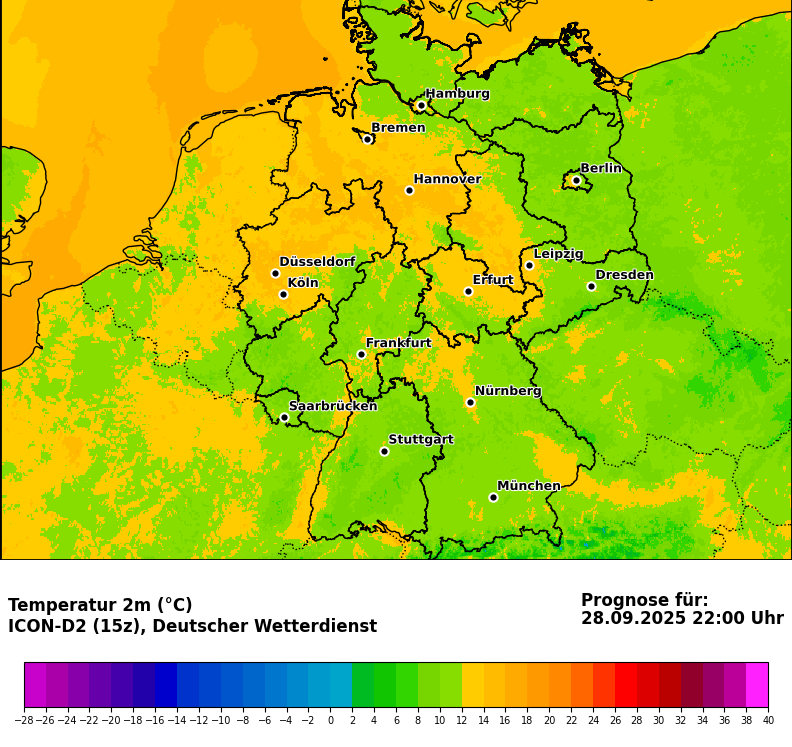 Hamburg
Bremen
Berlin
Hannover
Leipzig
Düsseldorf
Dresden
Köln
Erfurt
Frankfurt
Nürnberg
Saarbrücken
Stuttgart
München
Temperatur 2m (°C)
ICON-D2 (15z), Deutscher Wetterdienst
Prognose für:
28.09.2025 22:00 Uhr
−28 −26 −24 −22 −20 −18 −16 −14 −12 −10 −8 −6 −4 −2 0 2 4 6 8 10 12 14 16 18 20 22 24 26 28 30 32 34 36 38 40